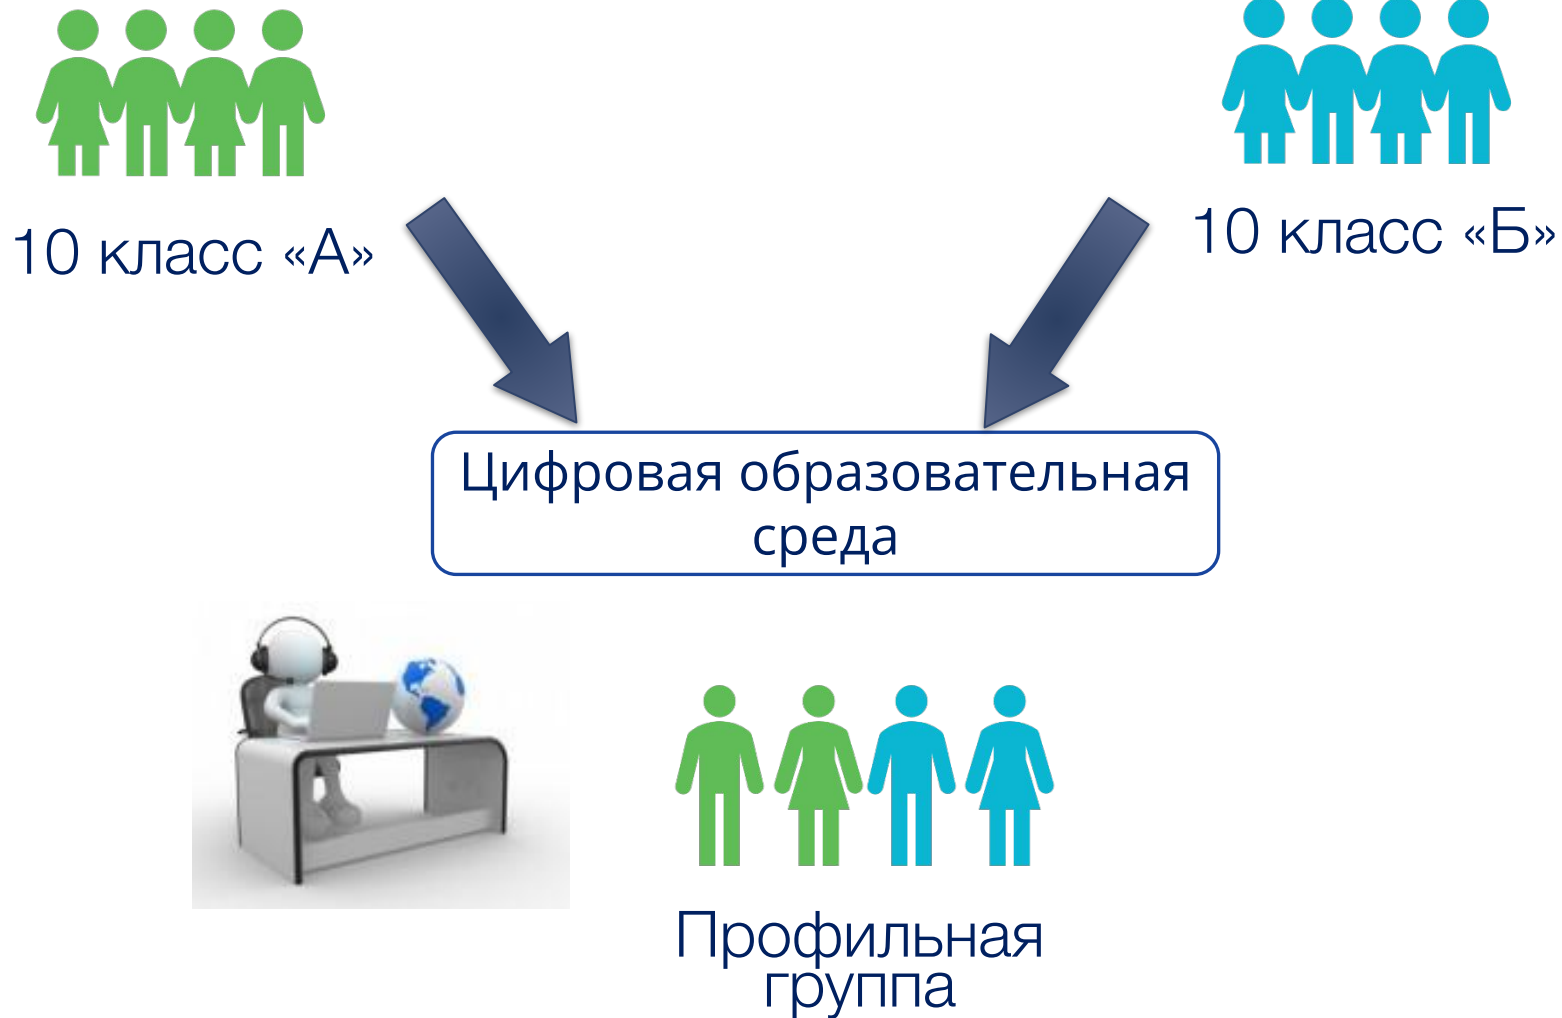 10 класс «А»
10 класс «Б»
Цифровая образовательная
среда
Профильная
группа